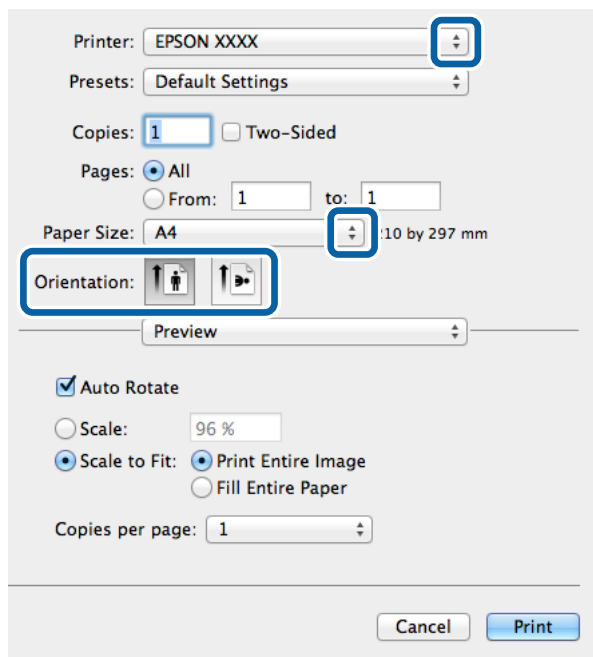 Printer: EPSON XXXX
Presets: Default Settings
Copies: 1 Two-Sided
Pages: All
From: 1 to: 1
Paper Size: A4 10 by 297 mm
Orientation:
Preview
Auto Rotate
Scale: 96 %
Scale to Fit: Print Entire Image
Fill Entire Paper
Copies per page: 1
Cancel Print